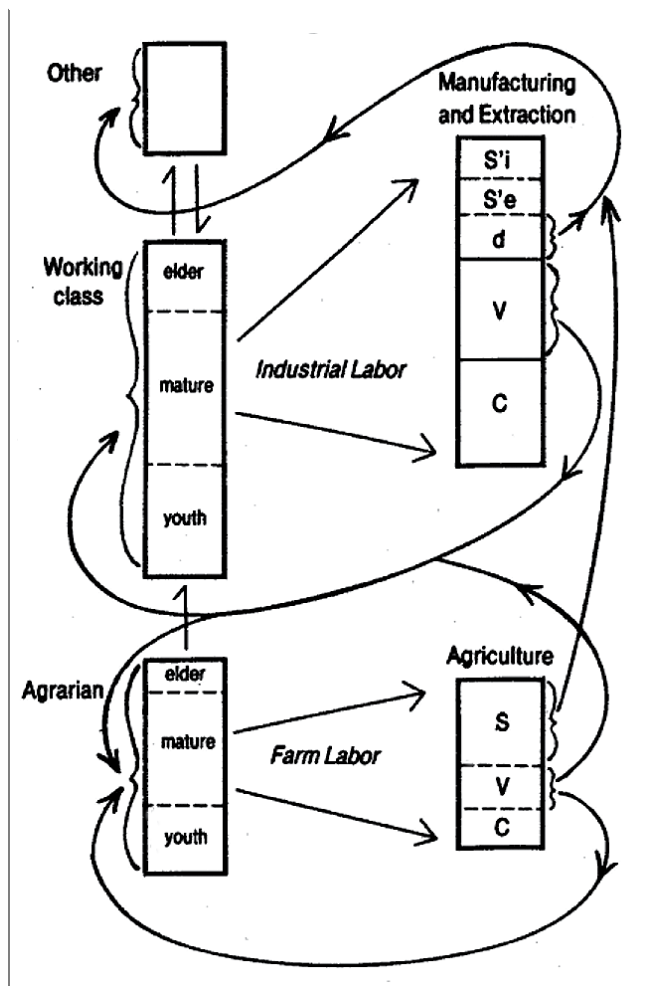 Other
Manufacturing
and Extraction
S'i
S'e
d
V
C
Working
class
elder
mature
youth
Industrial Labor
Agrarian
elder
mature
youth
Farm Labor
Agriculture
S
V
C